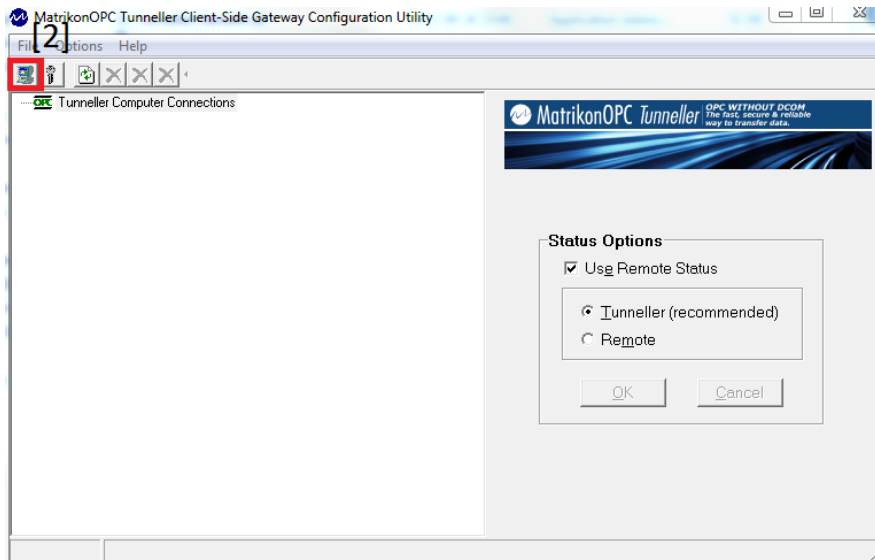 MatrikonOPC Tunneller Client-Side Gateway Configuration Utility
[2]
File Options Help
OPC Tunneller Computer Connections
MatrikonOPC Tunneller
OPC WITHOUT DCOM
The fast, secure & reliable
way to transfer data.
Status Options
Use Remote Status
Tunneller (recommended)
Remote
OK Cancel